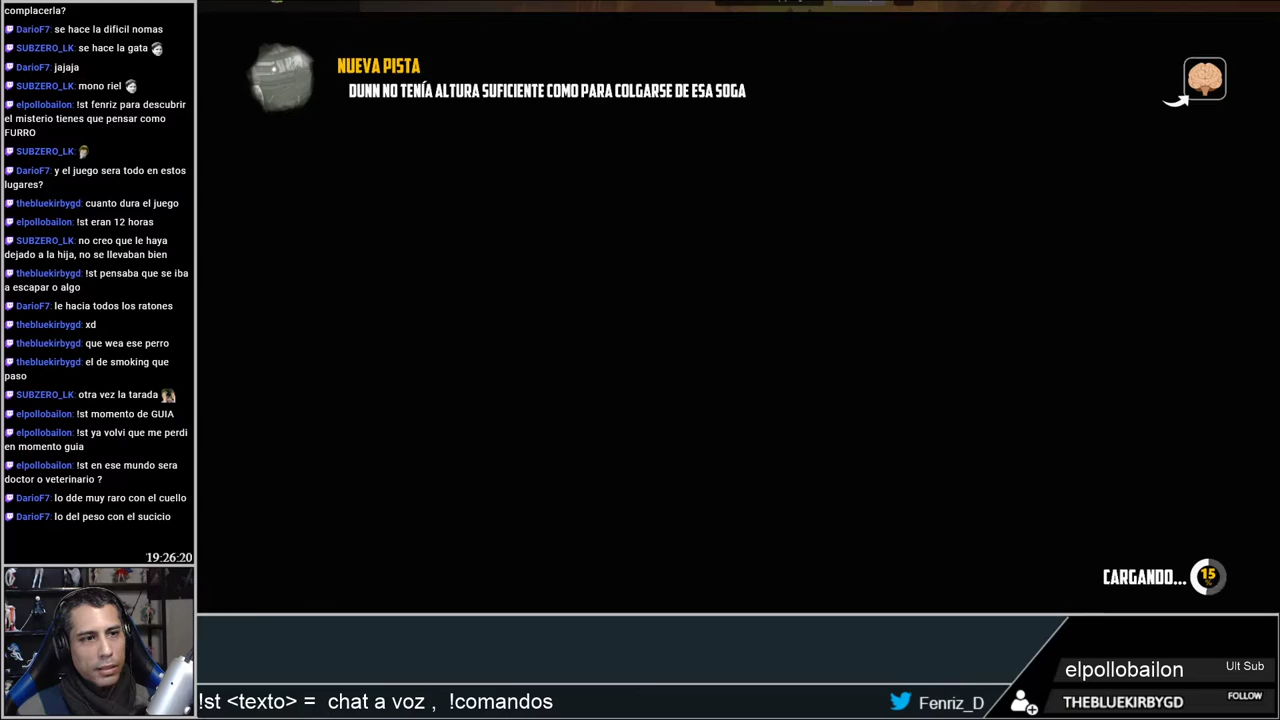 complacerla?
DarioF7: se hace la dificil nomas
SUBZERO_LK: se hace la gata
DarioF7: jajaja
SUBZERO_LK: mono riel
elpollobailon: !st fenriz para descubrir
el misterio tienes que pensar como
FURRO
SUBZERO_LK:
DarioF7: y el juego sera todo en estos
lugares?
thebluekirbygd: cuanto dura el juego
elpollobailon: !st eran 12 horas
SUBZERO_LK: no creo que le haya
dejado a la hija, no se llevaban bien
thebluekirbygd: !st pensaba que se iba
a escapar o algo
DarioF7: le hacia todos los ratones
thebluekirbygd: xd
thebluekirbygd: que wea ese perro
thebluekirbygd: el de smoking que
paso
SUBZERO_LK: otra vez la tarada
elpollobailon: !st momento de GUIA
elpollobailon: !st ya volvi que me perdi
en momento guia
elpollobailon: !st en ese mundo sera
doctor o veterinario ?
DarioF7: lo dde muy raro con el cuello
DarioF7: lo del peso con el sucicio
19:26:20
NUEVA PISTA
DUNN NO TENÍA ALTURA SUFICIENTE COMO PARA COLGARSE DE ESA SOGA
CARGANDO...
15
%
!st <texto> = chat a voz , !comandos
Fenriz_D
elpollobailon
Ult Sub
THEBLUEKIRBYGD
FOLLOW